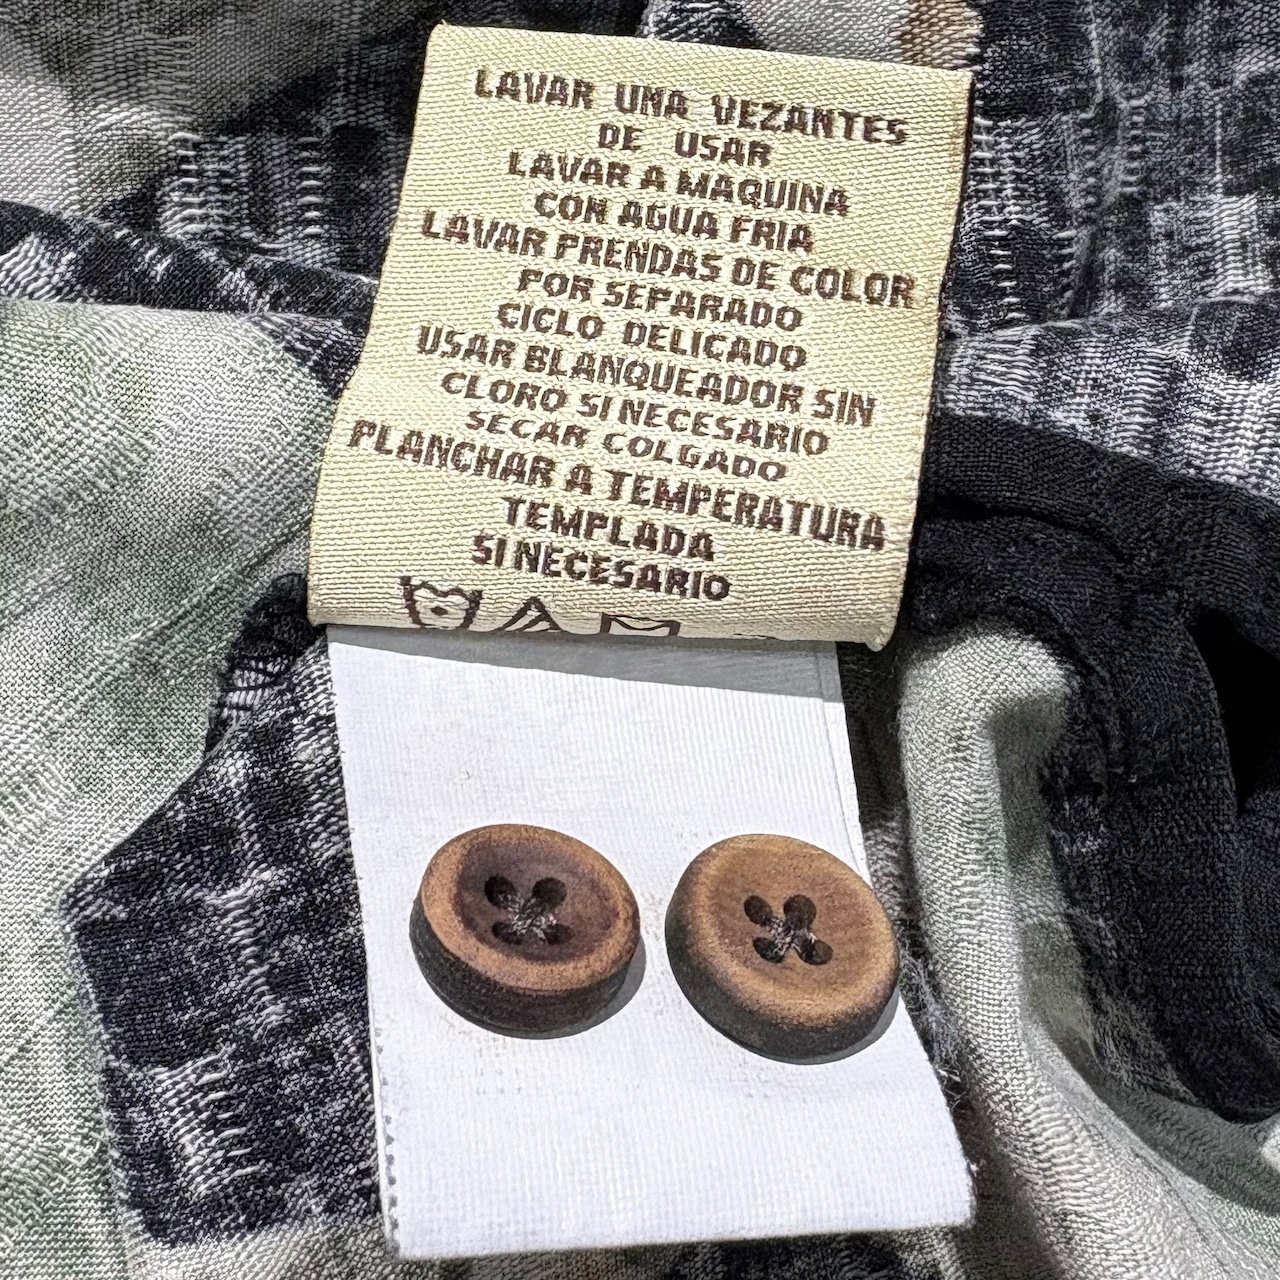 LAVAR UNA VEZANTES
DE USAR
LAVAR A MAQUINA
CON AGUA FRIA
LAVAR PRENDAS DE COLOR
POR SEPARADO
CICLO DELICADO
USAR BLANQUEADOR SIN
CLORO SI NECESARIO
SECAR COLGADO
PLANCHAR A TEMPERATURA
TEMPLADA
SI NECESARIO